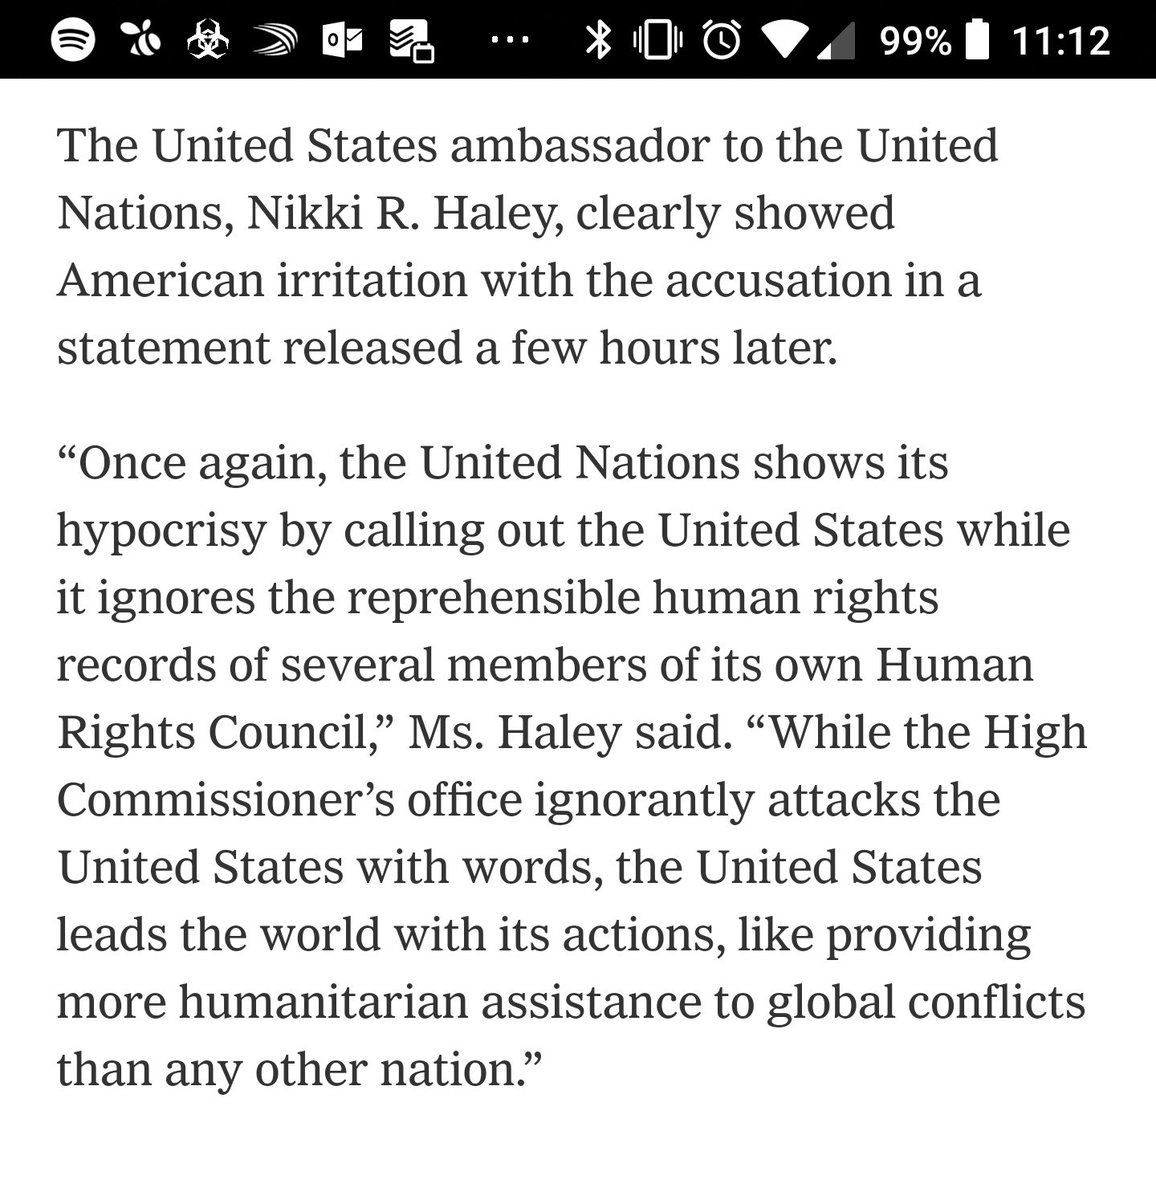 99% 11:12
The United States ambassador to the United
Nations, Nikki R. Haley, clearly showed
American irritation with the accusation in a
statement released a few hours later.
“Once again, the United Nations shows its
hypocrisy by calling out the United States while
it ignores the reprehensible human rights
records of several members of its own Human
Rights Council,” Ms. Haley said. “While the High
Commissioner’s office ignorantly attacks the
United States with words, the United States
leads the world with its actions, like providing
more humanitarian assistance to global conflicts
than any other nation.”